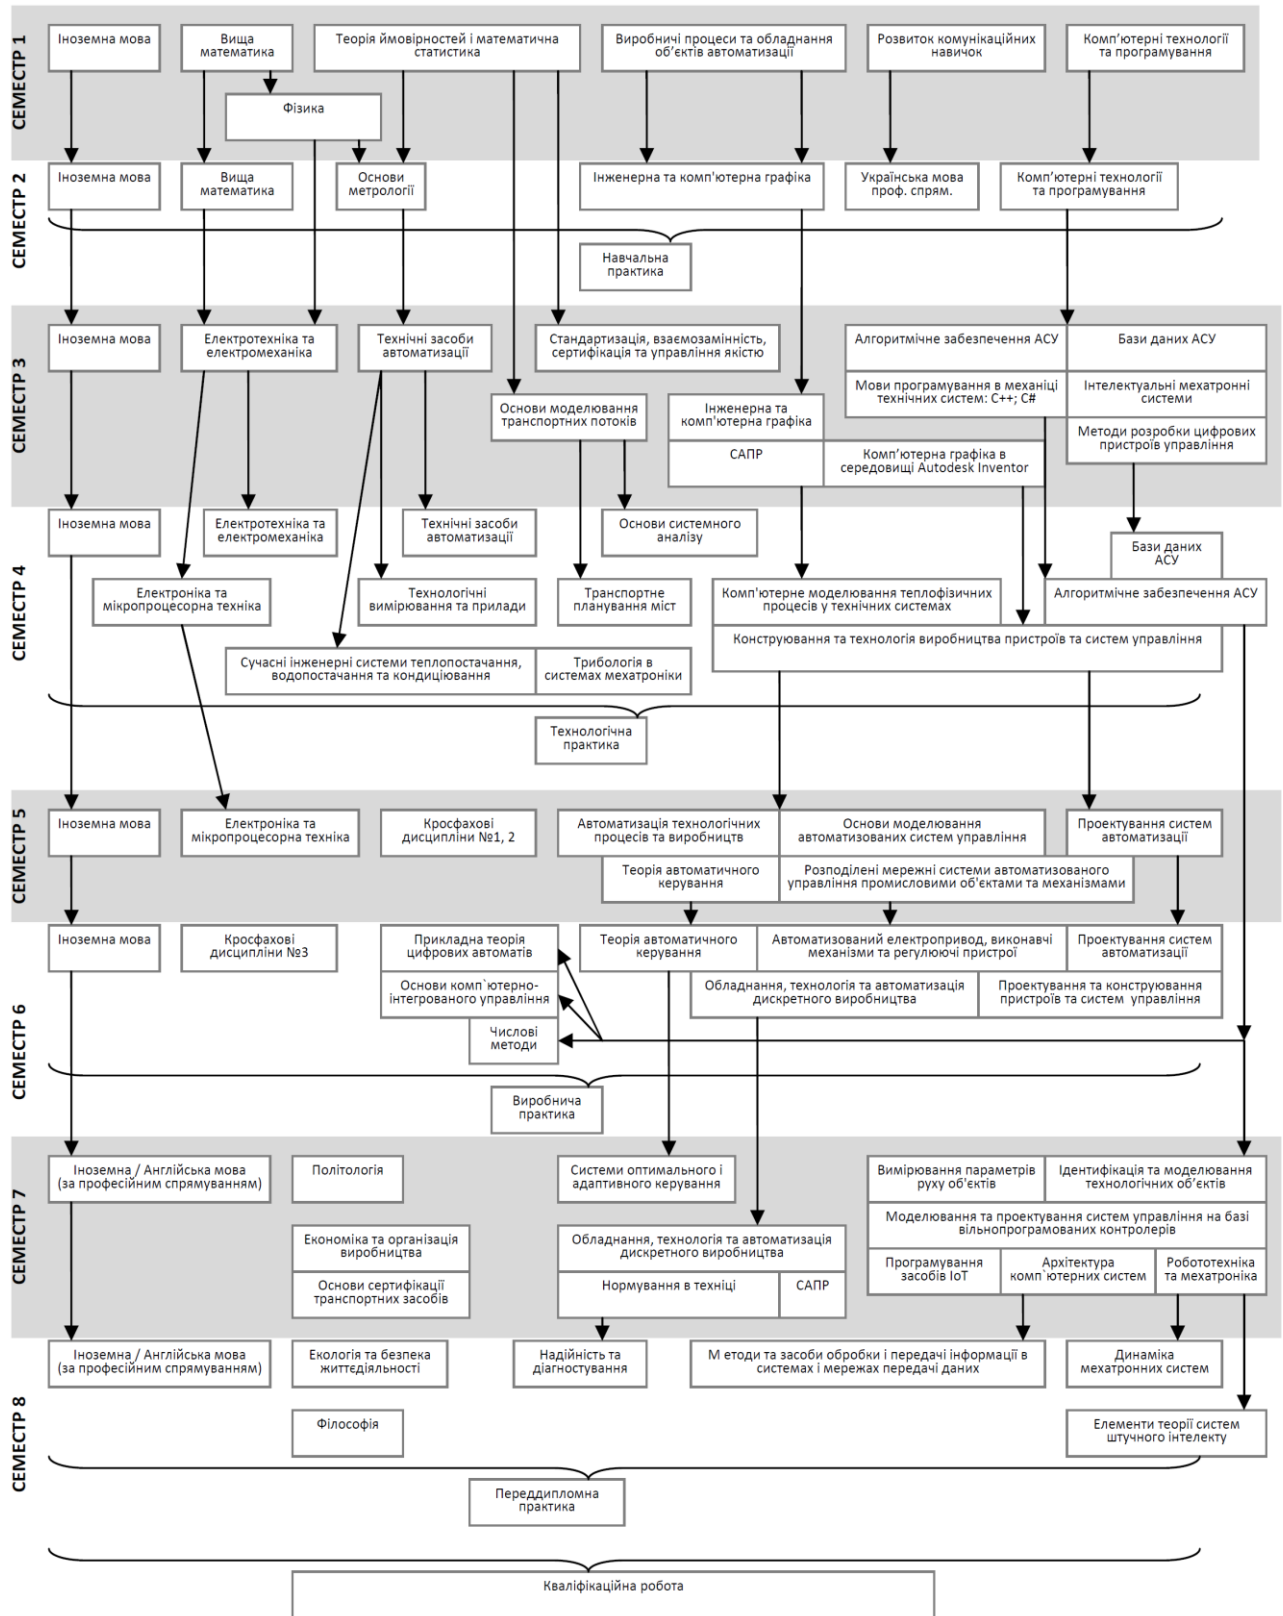 СЕМЕСТР 1
Іноземна мова
Вища
математика
Теорія ймовірностей і математична
статистика
Виробничі процеси та обладнання
об’єктів автоматизації
Розвиток комунікаційних
навичок
Комп’ютерні технології
та програмування
Фізика
СЕМЕСТР 2
Іноземна мова
Вища
математика
Основи
метрології
Інженерна та комп'ютерна графіка
Українська мова
проф. спрям.
Комп’ютерні технології
та програмування
Навчальна
практика
СЕМЕСТР 3
Іноземна мова
Електротехніка та
електромеханіка
Технічні засоби
автоматизації
Стандартизація, взаємозамінність,
сертифікація та управління якістю
Алгоритмічне забезпечення АСУ
Бази даних АСУ
Мови програмування в механіці
технічних систем: С++; С#
Інтелектуальні мехатронні
системи
Основи моделювання
транспортних потоків
Інженерна та
комп'ютерна графіка
Методи розробки цифрових
пристроїв управління
САПР
Комп’ютерна графіка в
середовищі Autodesk Inventor
СЕМЕСТР 4
Іноземна мова
Електротехніка та
електромеханіка
Технічні засоби
автоматизації
Основи системного
аналізу
Бази даних
АСУ
Електроніка та
мікропроцесорна техніка
Технологічні
вимірювання та прилади
Транспортне
планування міст
Комп'ютерне моделювання теплофізичних
процесів у технічних системах
Алгоритмічне забезпечення АСУ
Конструювання та технологія виробництва пристроїв та систем управління
Сучасні інженерні системи теплопостачання,
водопостачання та кондиціювання
Трибологія в
системах мехатроніки
Технологічна
практика
СЕМЕСТР 5
Іноземна мова
Електроніка та
мікропроцесорна техніка
Кросфахові
дисципліни №1, 2
Автоматизація технологічних
процесів та виробництв
Основи моделювання
автоматизованих систем управління
Проектування систем
автоматизації
Теорія автоматичного
керування
Розподілені мережні системи автоматизованого
управління промисловими об'єктами та механізмами
СЕМЕСТР 6
Іноземна мова
Кросфахові
дисципліни №3
Прикладна теорія
цифрових автоматів
Теорія автоматичного
керування
Автоматизований електропривод, виконавчі
механізми та регулюючі пристрої
Проектування систем
автоматизації
Основи комп`ютерно-
інтегрованого управління
Обладнання, технологія та автоматизація
дискретного виробництва
Проектування та конструювання
пристроїв та систем управління
Числові
методи
Виробнича
практика
СЕМЕСТР 7
Іноземна / Англійська мова
(за професійним спрямуванням)
Політологія
Системи оптимального і
адаптивного керування
Вимірювання параметрів
руху об'єктів
Ідентифікація та моделювання
технологічних об’єктів
Моделювання та проектування систем управління на базі
вільнопрограмованих контролерів
Економіка та організація
виробництва
Обладнання, технологія та автоматизація
дискретного виробництва
Програмування
засобів IoT
Архітектура
комп`ютерних систем
Робототехніка
та мехатроніка
Основи сертифікації
транспортних засобів
Нормування в техніці
САПР
СЕМЕСТР 8
Іноземна / Англійська мова
(за професійним спрямуванням)
Екологія та безпека
життєдіяльності
Надійність та
діагностування
М етоди та засоби обробки і передачі інформації в
системах і мережах передачі даних
Динаміка
мехатронних систем
Філософія
Елементи теорії систем
штучного інтелекту
Переддипломна
практика
Кваліфікаційна робота